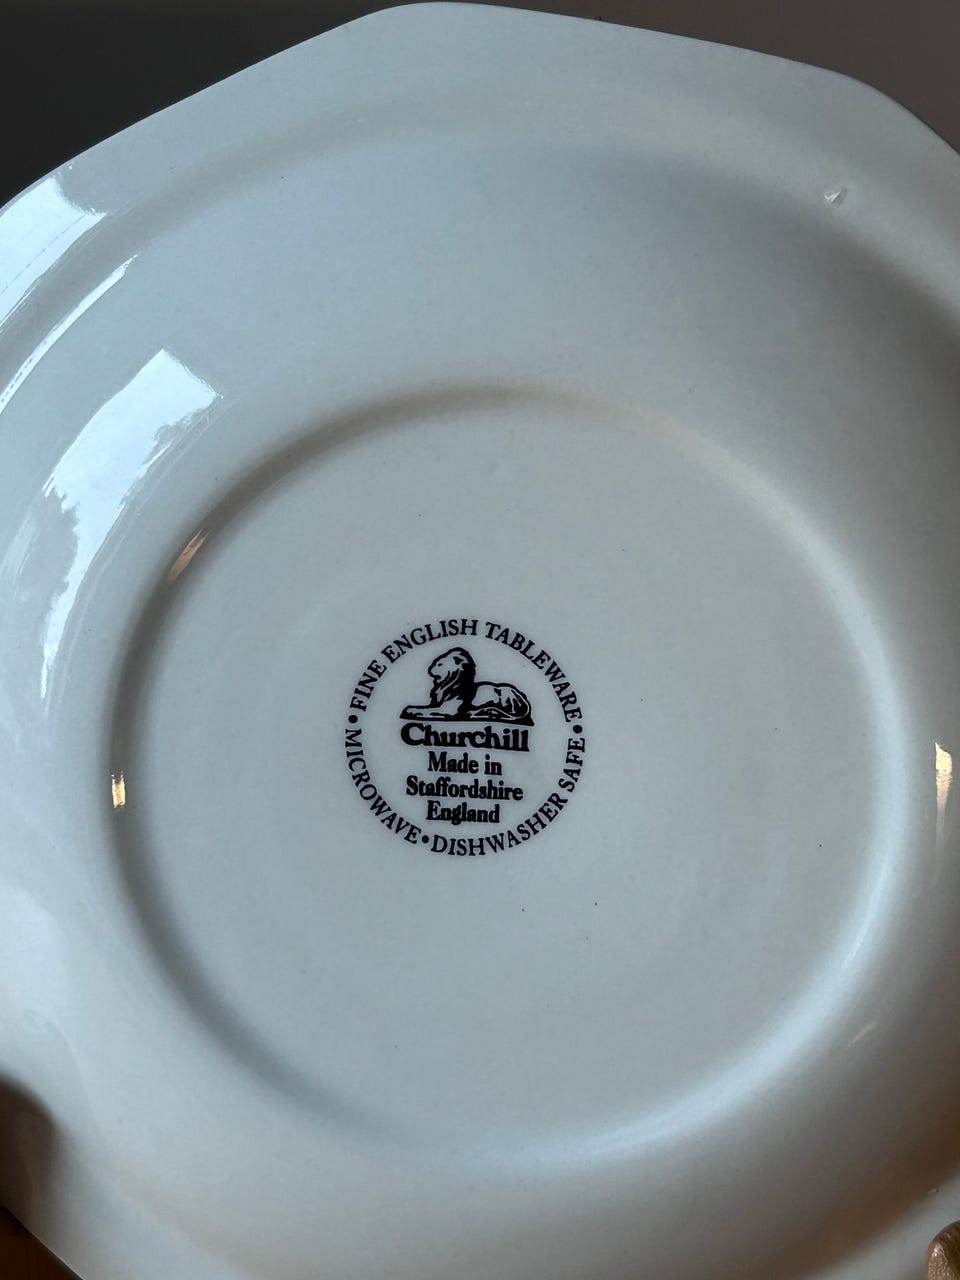 • FINE ENGLISH TABLEWARE •
Churchill
Made in
Staffordshire
England
MICROWAVE • DISHWASHER SAFE